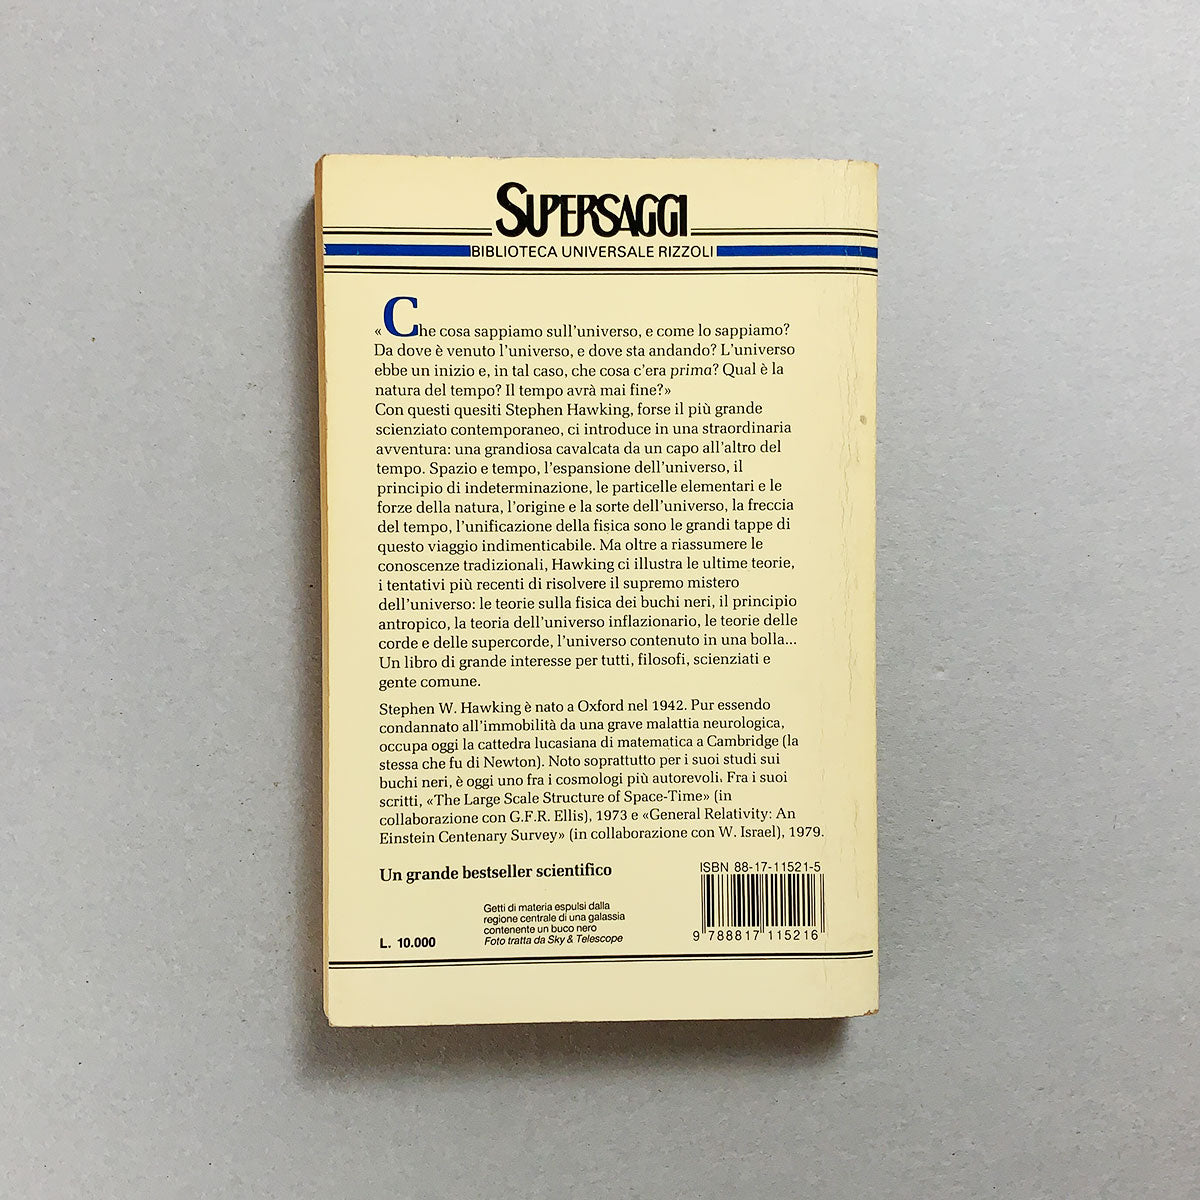 SUPERSAGGI
BIBLIOTECA UNIVERSALE RIZZOLI
«Che cosa sappiamo sull'universo, e come lo sappiamo?
Da dove è venuto l'universo, e dove sta andando? L'universo
ebbe un inizio e, in tal caso, che cosa c'era prima? Qual è la
natura del tempo? Il tempo avrà mai fine?»
Con questi quesiti Stephen Hawking, forse il più grande
scienziato contemporaneo, ci introduce in una straordinaria
avventura: una grandiosa cavalcata da un capo all'altro del
tempo. Spazio e tempo, l'espansione dell'universo, il
principio di indeterminazione, le particelle elementari e le
forze della natura, l'origine e la sorte dell'universo, la freccia
del tempo, l'unificazione della fisica sono le grandi tappe di
questo viaggio indimenticabile. Ma oltre a riassumere le
conoscenze tradizionali, Hawking ci illustra le ultime teorie,
i tentativi più recenti di risolvere il supremo mistero
dell'universo: le teorie sulla fisica dei buchi neri, il principio
antropico, la teoria dell'universo inflazionario, le teorie delle
corde e delle supercorde, l'universo contenuto in una bolla...
Un libro di grande interesse per tutti, filosofi, scienziati e
gente comune.
Stephen W. Hawking è nato a Oxford nel 1942. Pur essendo
condannato all'immobilità da una grave malattia neurologica,
occupa oggi la cattedra lucasiana di matematica a Cambridge (la
stessa che fu di Newton). Noto soprattutto per i suoi studi sui
buchi neri, è oggi uno fra i cosmologi più autorevoli. Fra i suoi
scritti, «The Large Scale Structure of Space-Time» (in
collaborazione con G.F.R. Ellis), 1973 e «General Relativity: An
Einstein Centenary Survey» (in collaborazione con W. Israel), 1979.
Un grande bestseller scientifico
ISBN 88-17-11521-5
Getti di materia espulsi dalla
regione centrale di una galassia
contenente un buco nero
Foto tratta da Sky & Telescope
L. 10.000
9 788817 115216